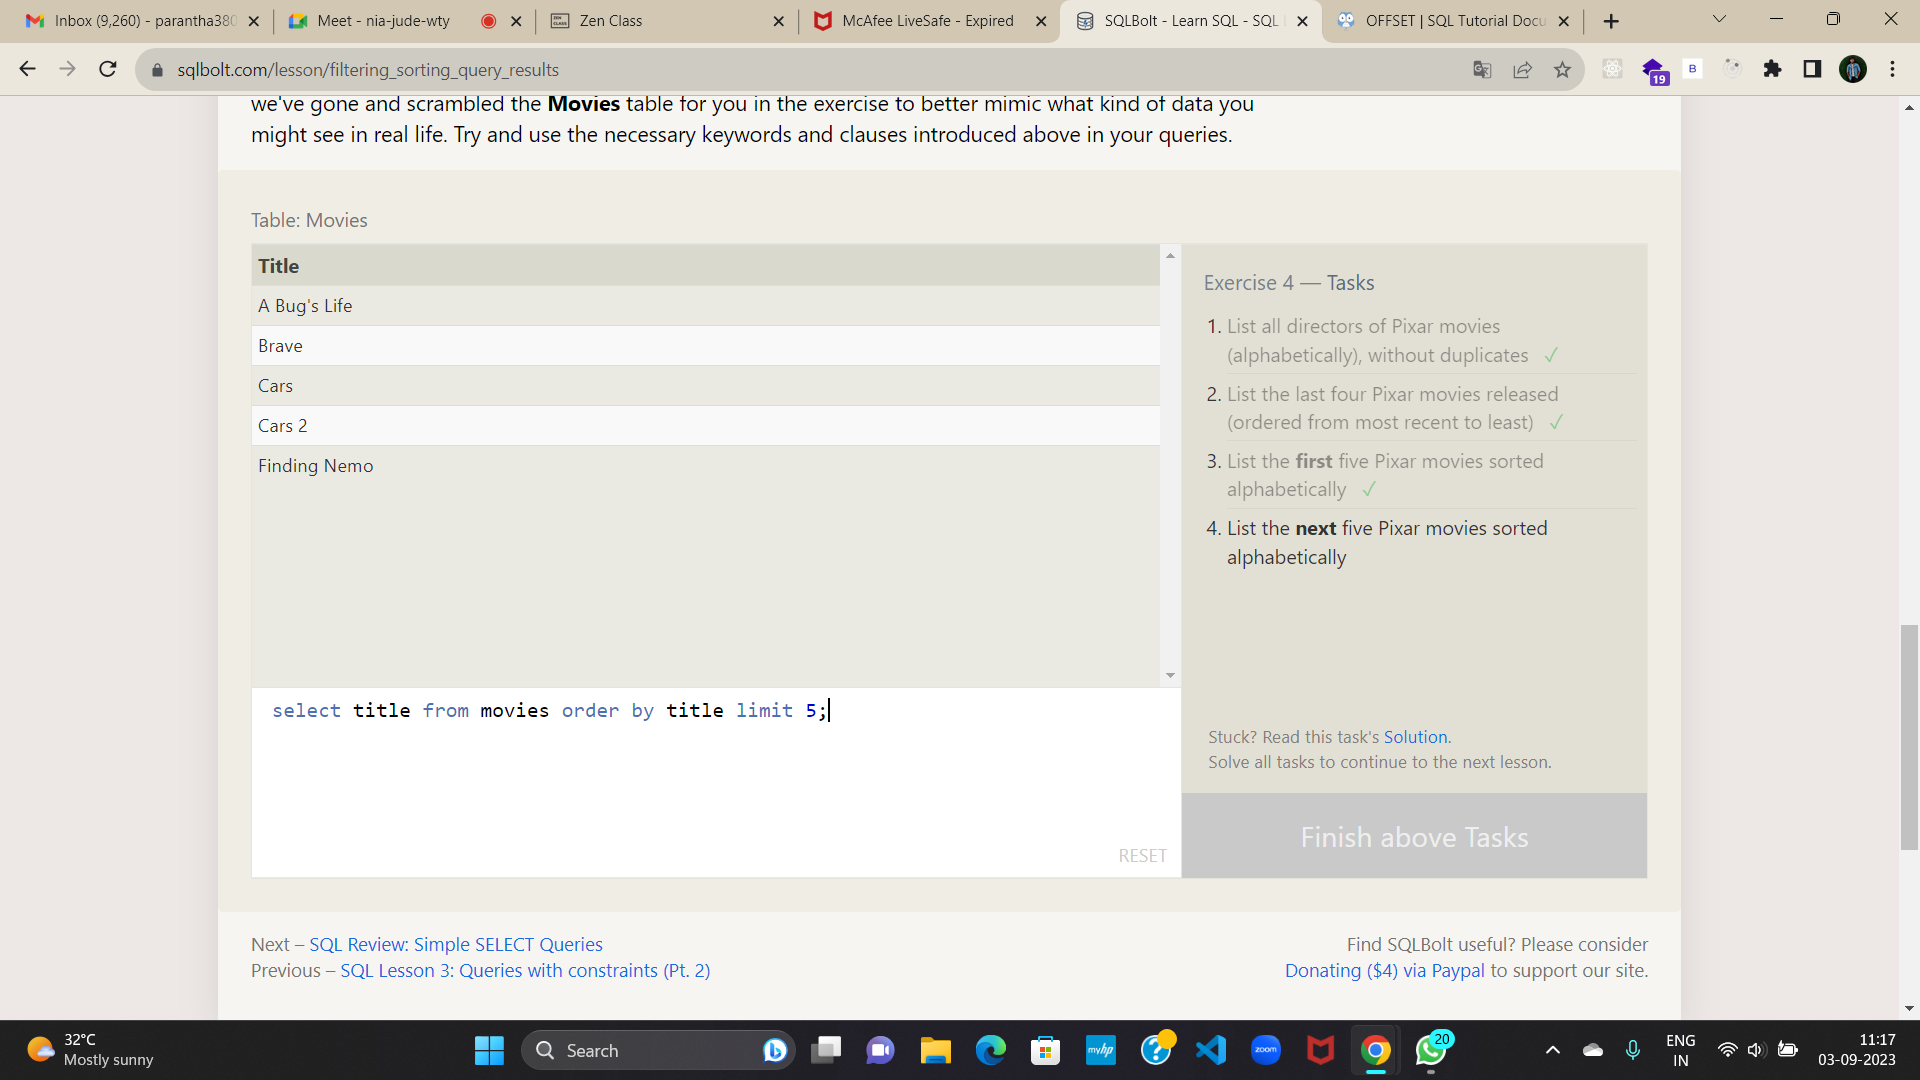 Inbox (9,260) - parantha380
Meet - nia-jude-wty
Zen Class
McAfee LiveSafe - Expired
SQLBolt - Learn SQL - SQL
OFFSET | SQL Tutorial Docu
sqlbolt.com/lesson/filtering_sorting_query_results
19
B
we've gone and scrambled the Movies table for you in the exercise to better mimic what kind of data you
might see in real life. Try and use the necessary keywords and clauses introduced above in your queries.
Table: Movies
Title
A Bug's Life
Brave
Cars
Cars 2
Finding Nemo
select title from movies order by title limit 5;
RESET
Exercise 4 — Tasks
1. List all directors of Pixar movies
(alphabetically), without duplicates ✓
2. List the last four Pixar movies released
(ordered from most recent to least) ✓
3. List the first five Pixar movies sorted
alphabetically ✓
4. List the next five Pixar movies sorted
alphabetically
Stuck? Read this task's Solution.
Solve all tasks to continue to the next lesson.
Finish above Tasks
Next – SQL Review: Simple SELECT Queries
Previous – SQL Lesson 3: Queries with constraints (Pt. 2)
Find SQLBolt useful? Please consider
Donating ($4) via Paypal to support our site.
32°C
Mostly sunny
Search
myhp
zoom
20
ENG
IN
11:17
03-09-2023